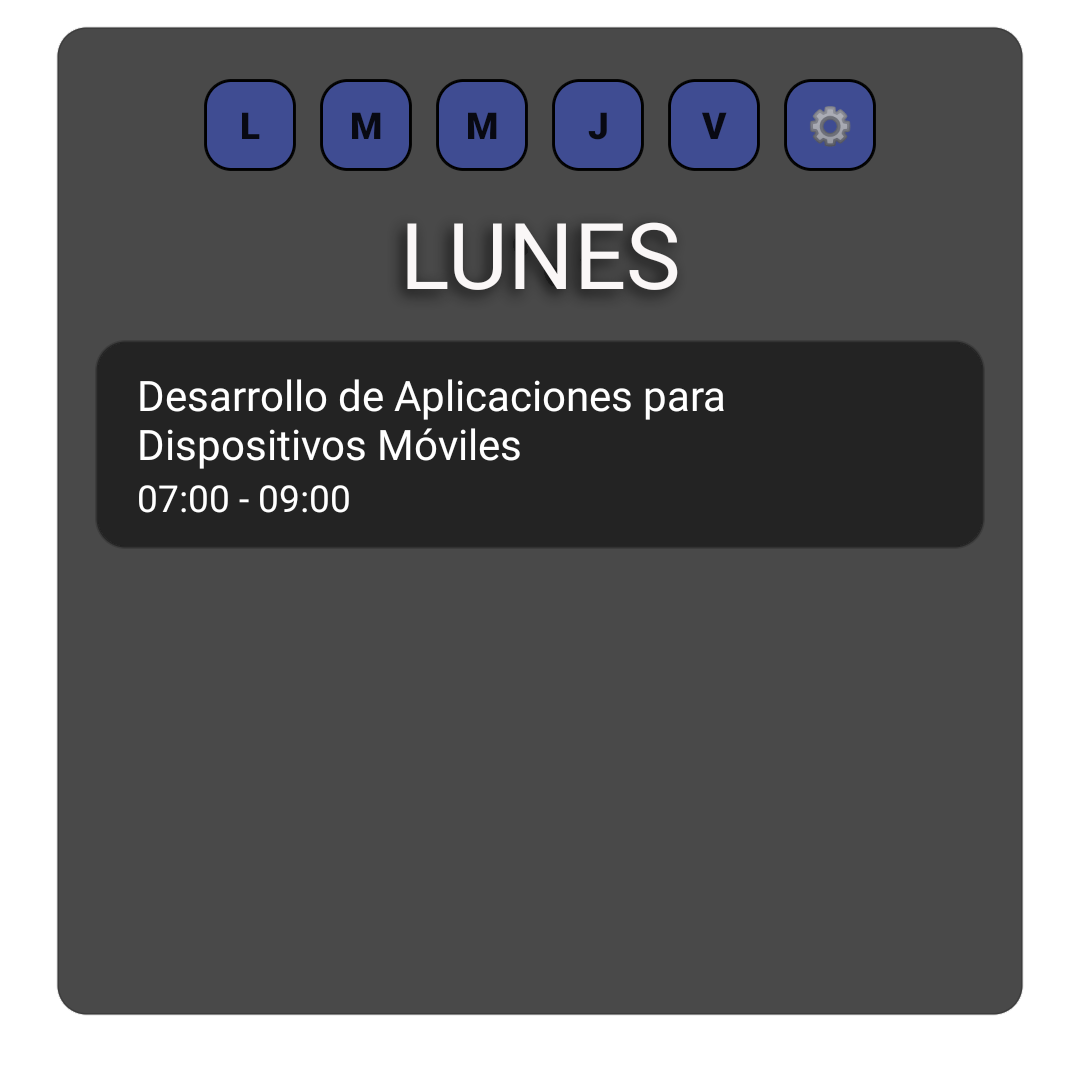 L M M J V
LUNES
Desarrollo de Aplicaciones para
Dispositivos Móviles
07:00 - 09:00